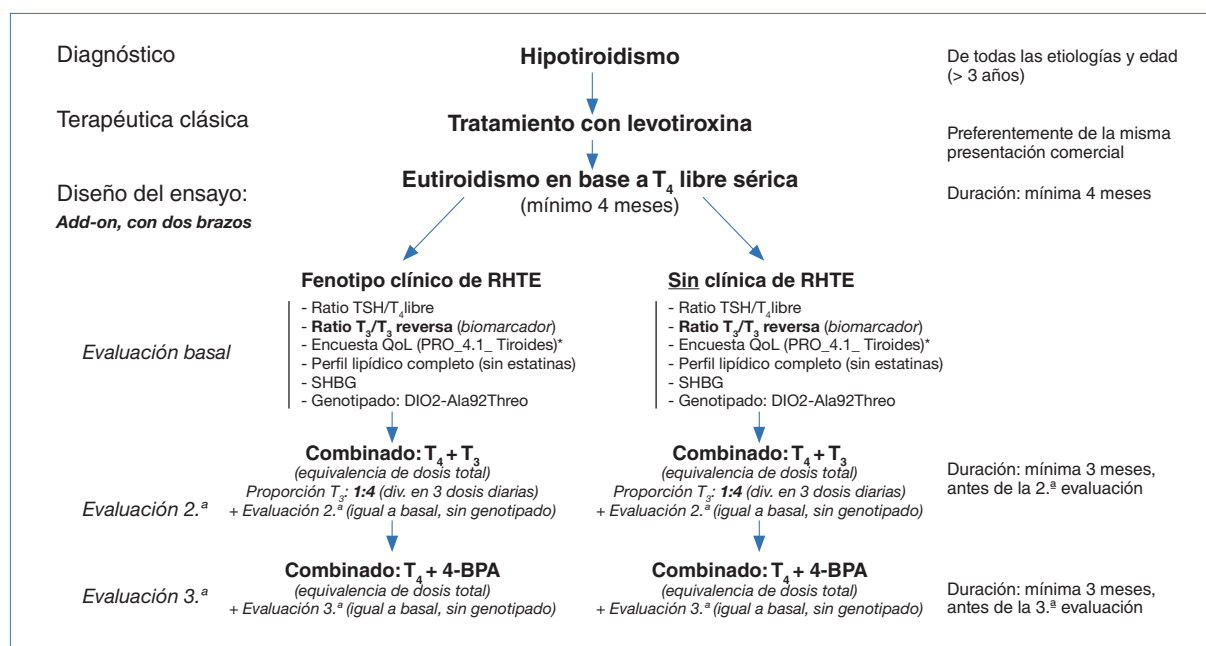 Diagnóstico
Hipotiroidismo
De todas las etiologías y edad
(> 3 años)
Terapéutica clásica
Tratamiento con levotiroxina
Preferentemente de la misma
presentación comercial
Diseño del ensayo:
Add-on, con dos brazos
Eutiroidismo en base a T4 libre sérica
(mínimo 4 meses)
Duración: mínima 4 meses
Evaluación basal
Fenotipo clínico de RHTE
- Ratio TSH/T4libre
- Ratio T3/T3 reversa (biomarcador)
- Encuesta QoL (PRO_4.1_ Tiroides)*
- Perfil lipídico completo (sin estatinas)
- SHBG
- Genotipado: DIO2-Ala92Threo
Sin clínica de RHTE
- Ratio TSH/T4libre
- Ratio T3/T3 reversa (biomarcador)
- Encuesta QoL (PRO_4.1_ Tiroides)*
- Perfil lipídico completo (sin estatinas)
- SHBG
- Genotipado: DIO2-Ala92Threo
Evaluación 2.ª
Combinado: T4 + T3
(equivalencia de dosis total)
Proporción T3: 1:4 (div. en 3 dosis diarias)
+ Evaluación 2.ª (igual a basal, sin genotipado)
Combinado: T4 + T3
(equivalencia de dosis total)
Proporción T3: 1:4 (div. en 3 dosis diarias)
+ Evaluación 2.ª (igual a basal, sin genotipado)
Duración: mínima 3 meses,
antes de la 2.ª evaluación
Evaluación 3.ª
Combinado: T4 + 4-BPA
(equivalencia de dosis total)
+ Evaluación 3.ª (igual a basal, sin genotipado)
Combinado: T4 + 4-BPA
(equivalencia de dosis total)
+ Evaluación 3.ª (igual a basal, sin genotipado)
Duración: mínima 3 meses,
antes de la 3.ª evaluación